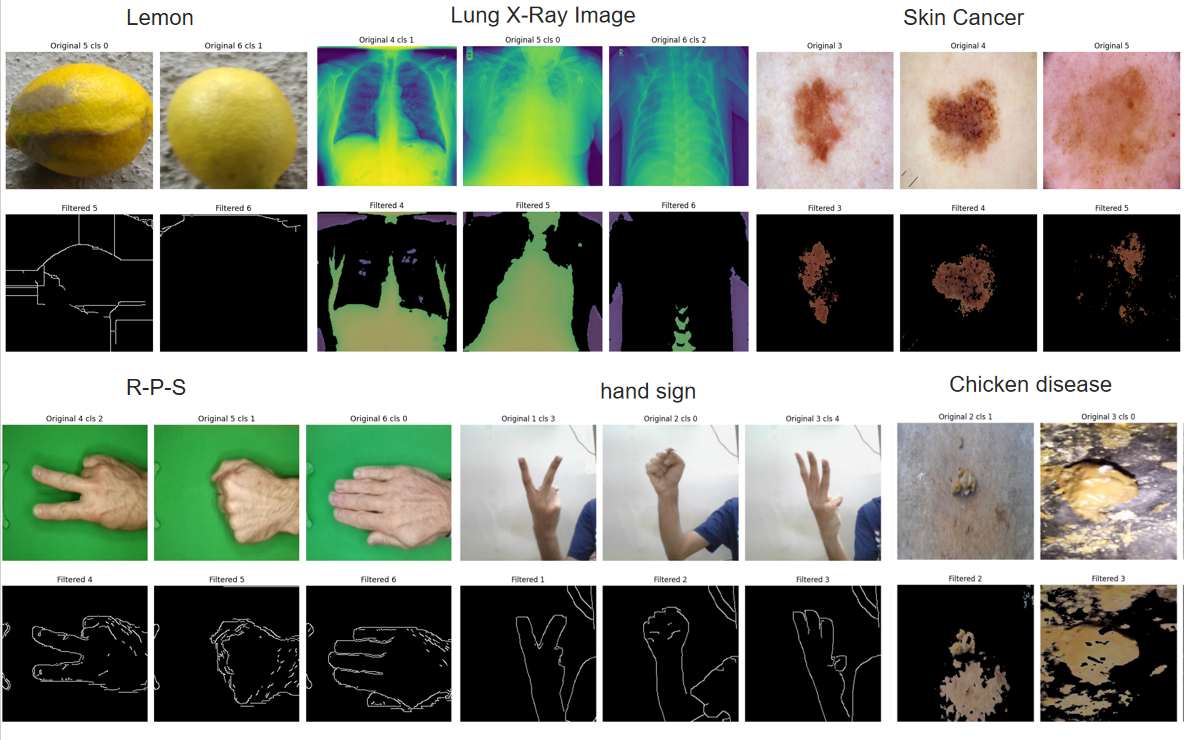 Lemon
Lung X-Ray Image
Skin Cancer
Original 5 cls 0
Original 6 cls 1
Original 4 cls 1
Original 5 cls 0
Original 6 cls 2
Original 3
Original 4
Original 5
R
Filtered 5
Filtered 6
Filtered 4
Filtered 5
Filtered 6
Filtered 3
Filtered 4
Filtered 5
R-P-S
hand sign
Chicken disease
Original 4 cls 2
Original 5 cls 1
Original 6 cls 0
Original 1 cls 3
Original 2 cls 0
Original 3 cls 4
Original 2 cls 1
Original 3 cls 0
Filtered 4
Filtered 5
Filtered 6
Filtered 1
Filtered 2
Filtered 3
Filtered 2
Filtered 3